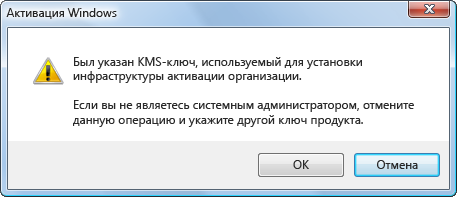 Активация Windows
Был указан KMS-ключ, используемый для установки
инфраструктуры активации организации.
Если вы не являетесь системным администратором, отмените
данную операцию и укажите другой ключ продукта.
ОК
Отмена